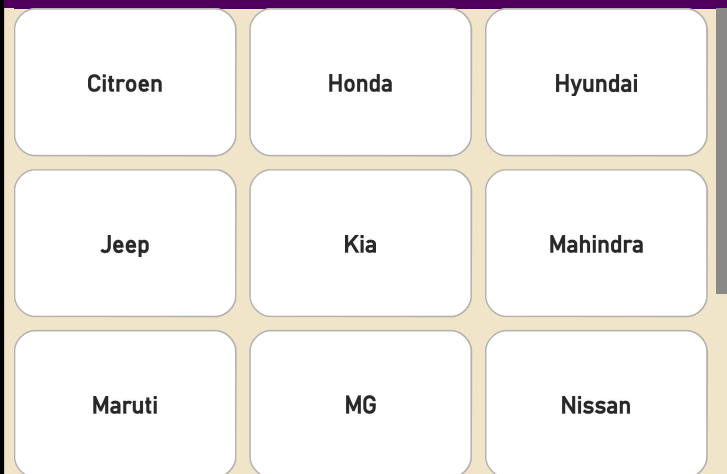 Citroen
Honda
Hyundai
Jeep
Kia
Mahindra
Maruti
MG
Nissan